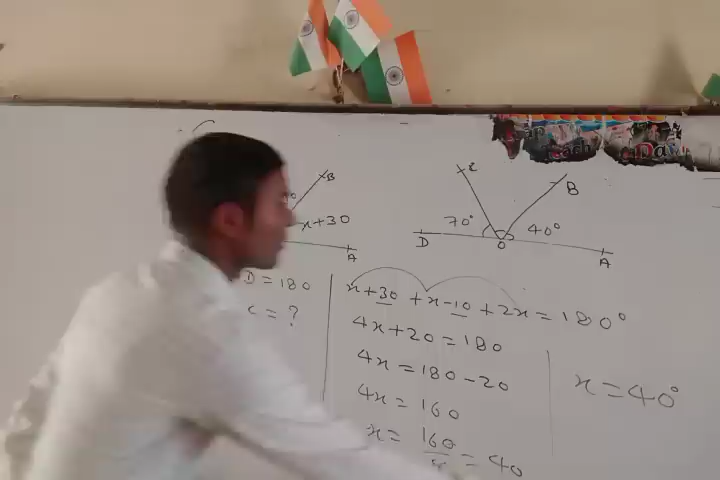 B
x+30
A
D = 180
c = ?
C
B
70°
40°
D
O
A
x+30 + x-10 + 2x = 180°
4x+20 = 180
4x = 180-20
4x = 160
x = 160/4 = 40
x = 40°